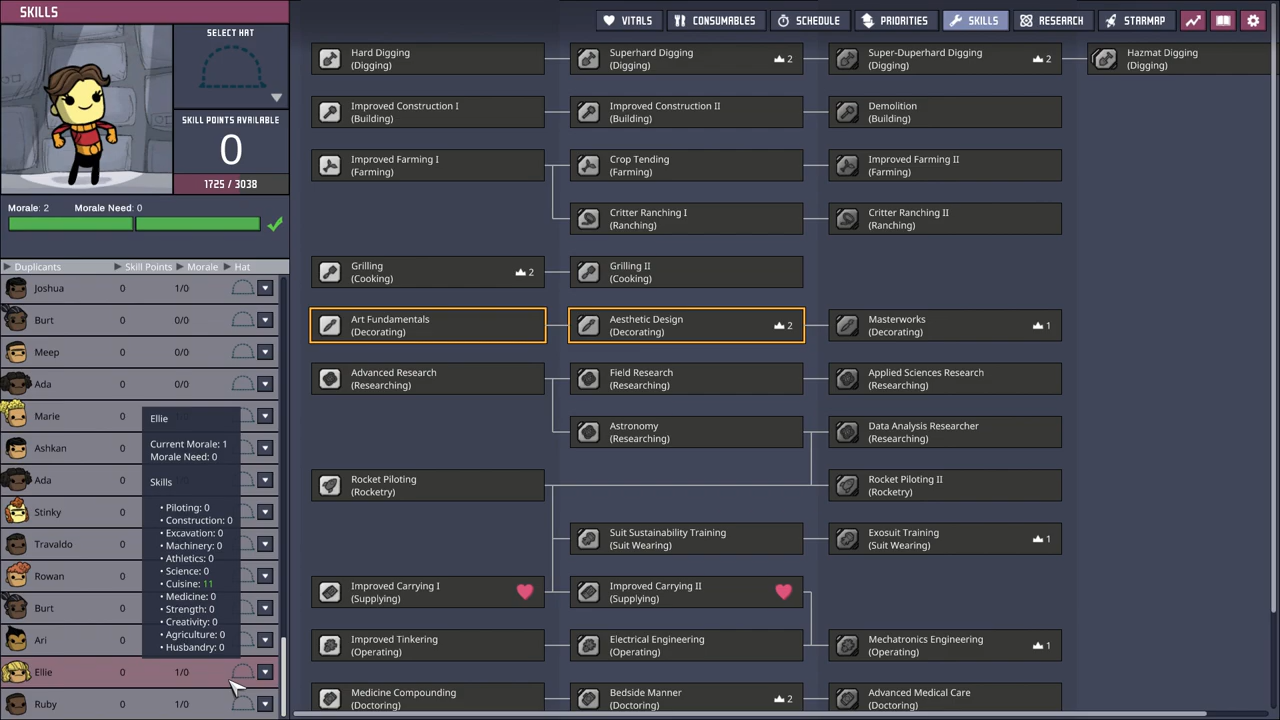 SKILLS
VITALS
CONSUMABLES
SCHEDULE
PRIORITIES
SKILLS
RESEARCH
STARMAP
SELECT HAT
SKILL POINTS AVAILABLE
0
1725 / 3038
Morale: 2
Morale Need: 0
Duplicants
Skill Points
Morale
Hat
Joshua 0 1/0
Burt 0 0/0
Meep 0 0/0
Ada 0 0/0
Marie
Ashkan
Ada
Stinky
Travaldo
Rowan
Burt
Ari
Ellie 0 1/0
Ruby 0 1/0
Ellie
Current Morale: 1
Morale Need: 0
Skills
• Piloting: 0
• Construction: 0
• Excavation: 0
• Machinery: 0
• Athletics: 0
• Science: 0
• Cuisine: 11
• Medicine: 0
• Strength: 0
• Creativity: 0
• Agriculture: 0
• Husbandry: 0
0
0
0
0
0
0
0
0
Hard Digging
(Digging)
Superhard Digging
(Digging)
2
Super-Duperhard Digging
(Digging)
2
Hazmat Digging
(Digging)
Improved Construction I
(Building)
Improved Construction II
(Building)
Demolition
(Building)
Improved Farming I
(Farming)
Crop Tending
(Farming)
Improved Farming II
(Farming)
Critter Ranching I
(Ranching)
Critter Ranching II
(Ranching)
Grilling
(Cooking)
2
Grilling II
(Cooking)
Art Fundamentals
(Decorating)
Aesthetic Design
(Decorating)
2
Masterworks
(Decorating)
1
Advanced Research
(Researching)
Field Research
(Researching)
Applied Sciences Research
(Researching)
Astronomy
(Researching)
Data Analysis Researcher
(Researching)
Rocket Piloting
(Rocketry)
Rocket Piloting II
(Rocketry)
Suit Sustainability Training
(Suit Wearing)
Exosuit Training
(Suit Wearing)
1
Improved Carrying I
(Supplying)
Improved Carrying II
(Supplying)
Improved Tinkering
(Operating)
Electrical Engineering
(Operating)
Mechatronics Engineering
(Operating)
1
Medicine Compounding
(Doctoring)
Bedside Manner
(Doctoring)
2
Advanced Medical Care
(Doctoring)